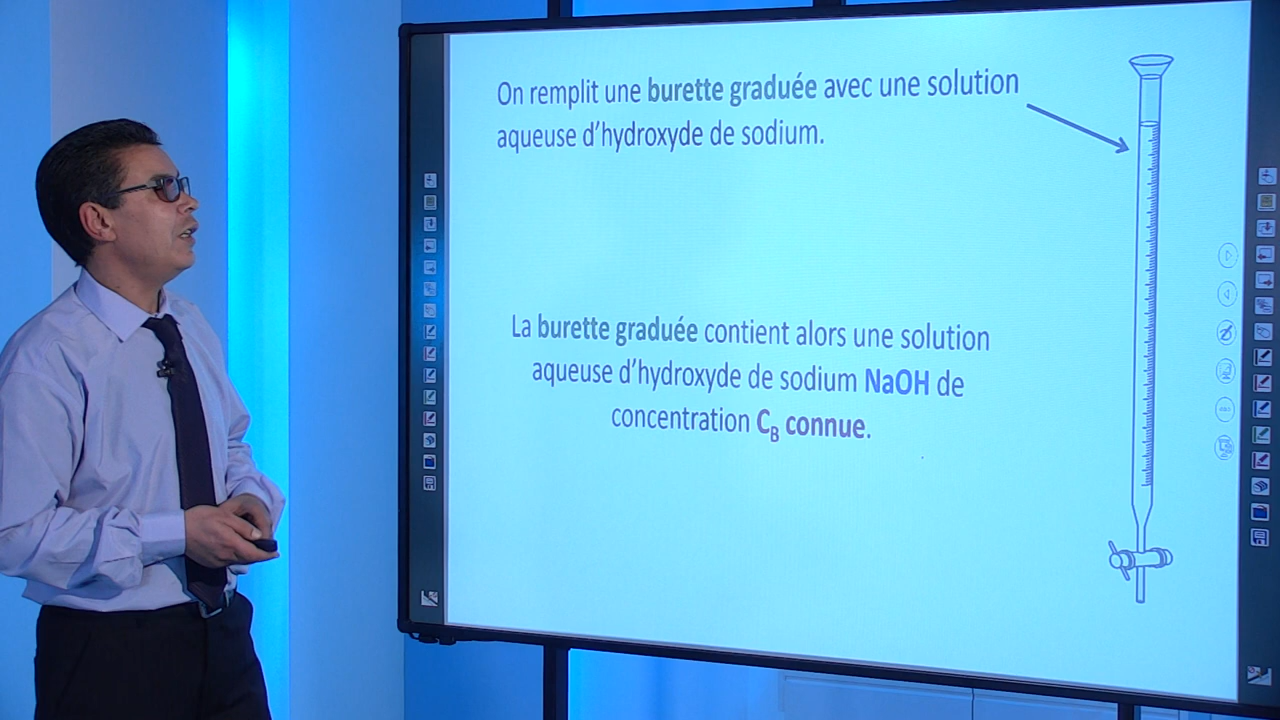 On remplit une burette graduée avec une solution
aqueuse d'hydroxyde de sodium.
La burette graduée contient alors une solution
aqueuse d'hydroxyde de sodium NaOH de
concentration C_B connue.